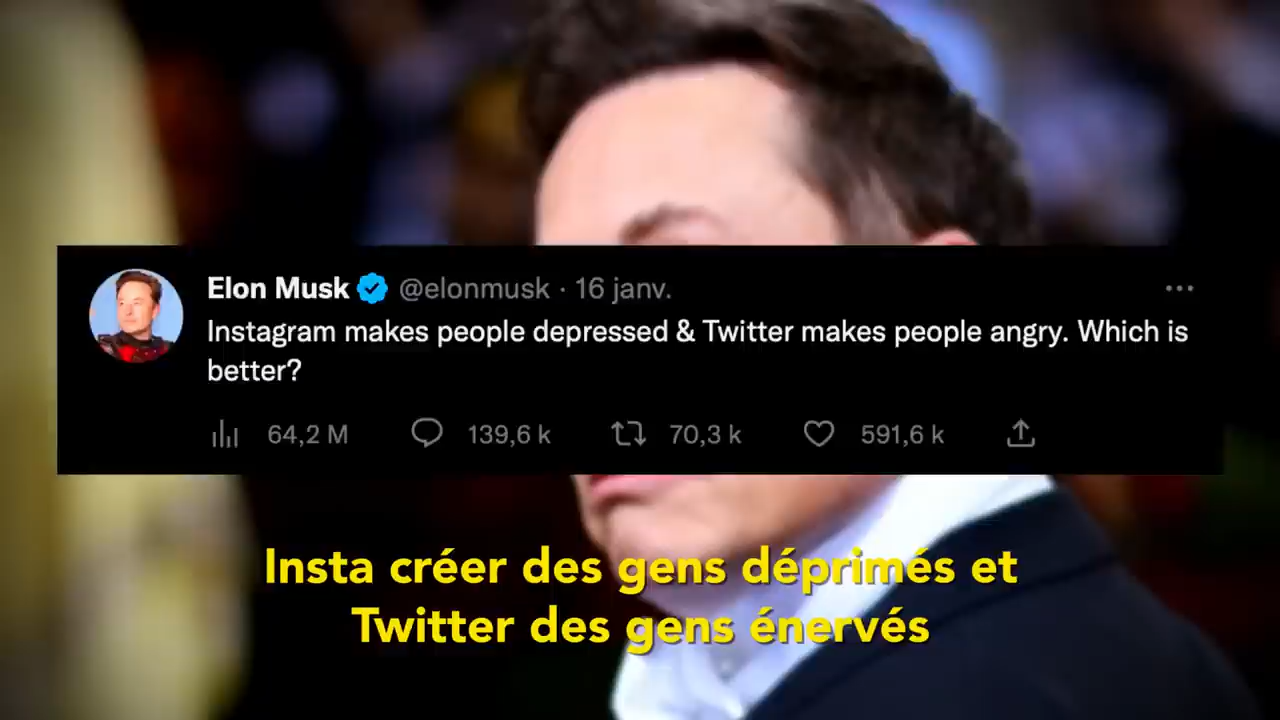 Elon Musk @elonmusk · 16 janv.
Instagram makes people depressed & Twitter makes people angry. Which is
better?
64,2 M 139,6 k 70,3 k 591,6 k
Insta créer des gens déprimés et
Twitter des gens énervés